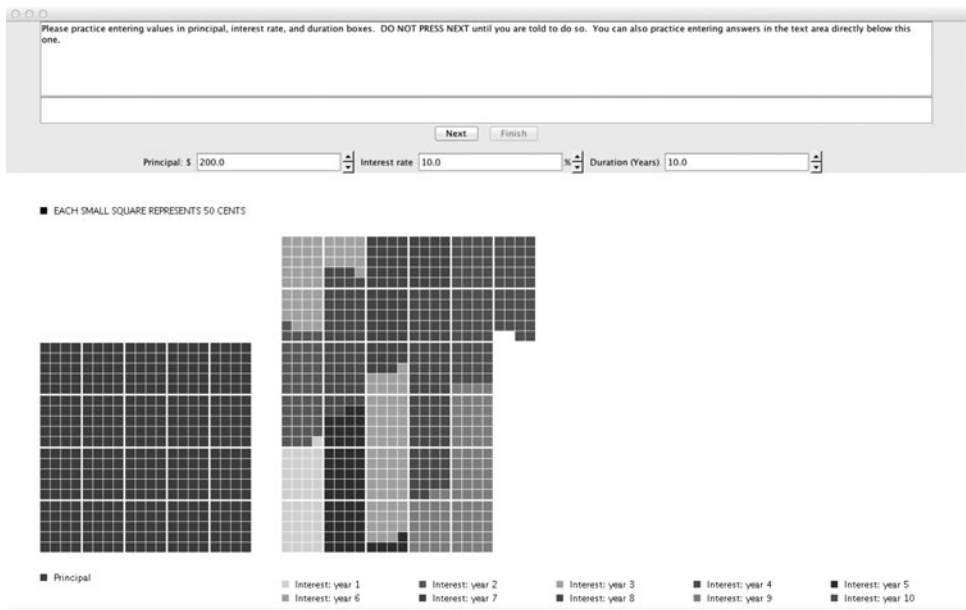 Please practice entering values in principal, interest rate, and duration boxes.  DO NOT PRESS NEXT until you are told to do so.  You can also practice entering answers in the text area directly below this
one.
Next Finish
Principal: $ 200.0 Interest rate 10.0 % Duration (Years) 10.0
EACH SMALL SQUARE REPRESENTS 50 CENTS
Principal
Interest: year 1 Interest: year 2 Interest: year 3 Interest: year 4 Interest: year 5
Interest: year 6 Interest: year 7 Interest: year 8 Interest: year 9 Interest: year 10